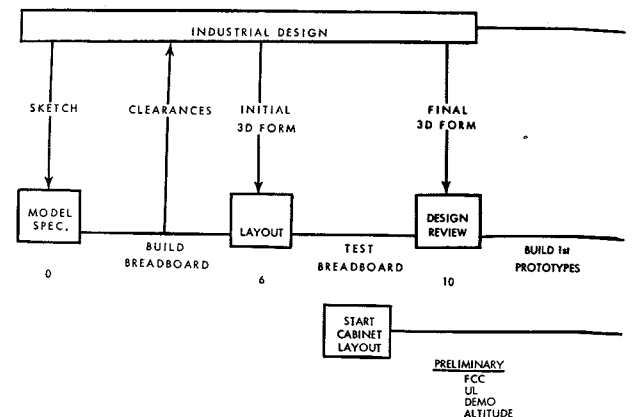 INDUSTRIAL DESIGN
SKETCH
CLEARANCES
INITIAL
3D FORM
FINAL
3D FORM
MODEL
SPEC.
BUILD
BREADBOARD
LAYOUT
TEST
BREADBOARD
DESIGN
REVIEW
BUILD 1st
PROTOTYPES
0
6
10
START
CABINET
LAYOUT
PRELIMINARY
FCC
UL
DEMO
ALTITUDE